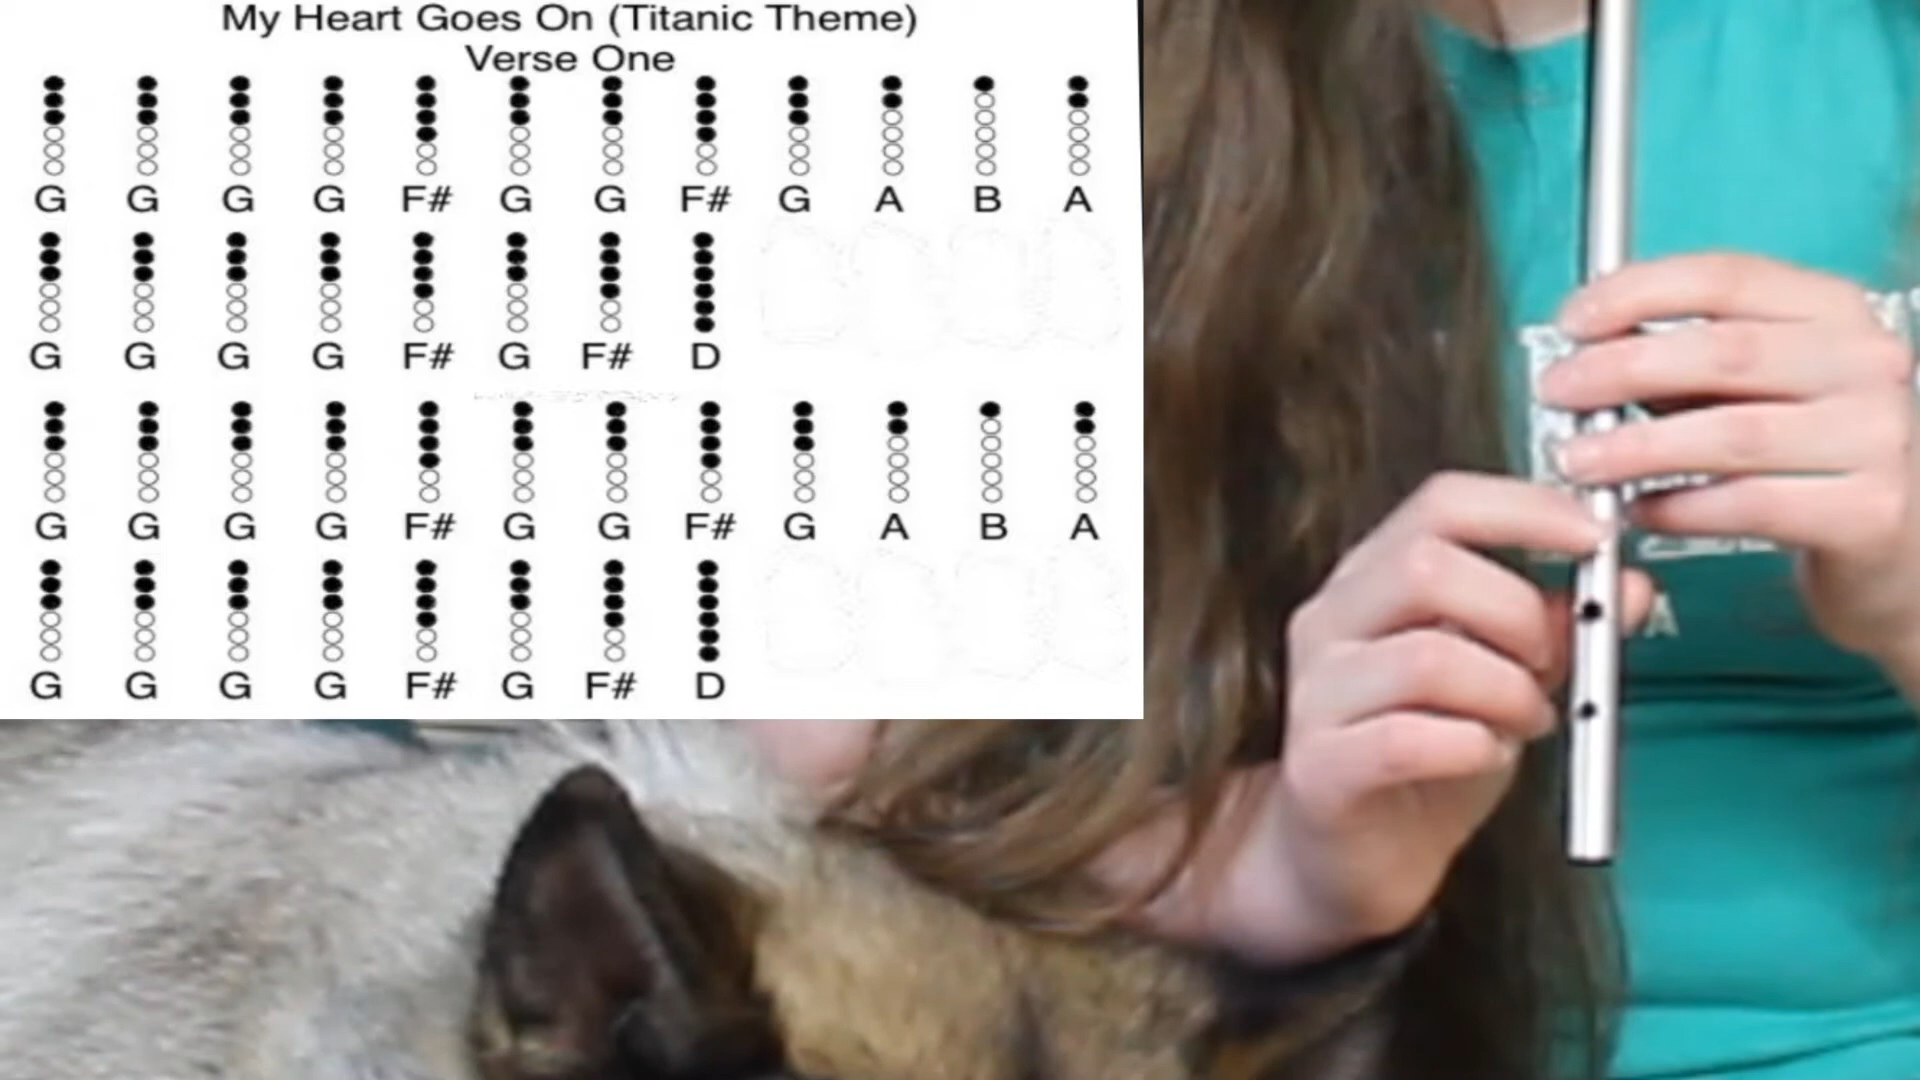 My Heart Goes On (Titanic Theme)
Verse One
G G G G F# G G F# G A B A
G G G G F# G F# D
G G G G F# G G F# G A B A
G G G G F# G F# D
A